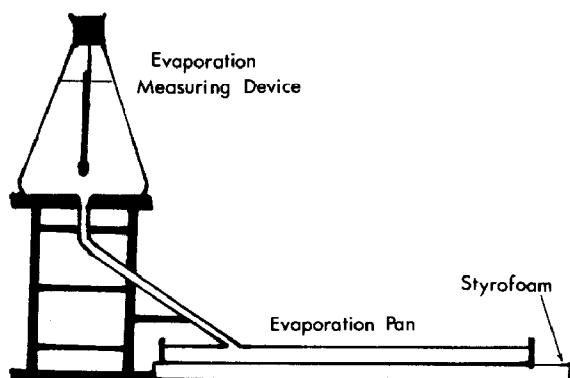 Evaporation
Measuring Device
Styrofoam
Evaporation Pan